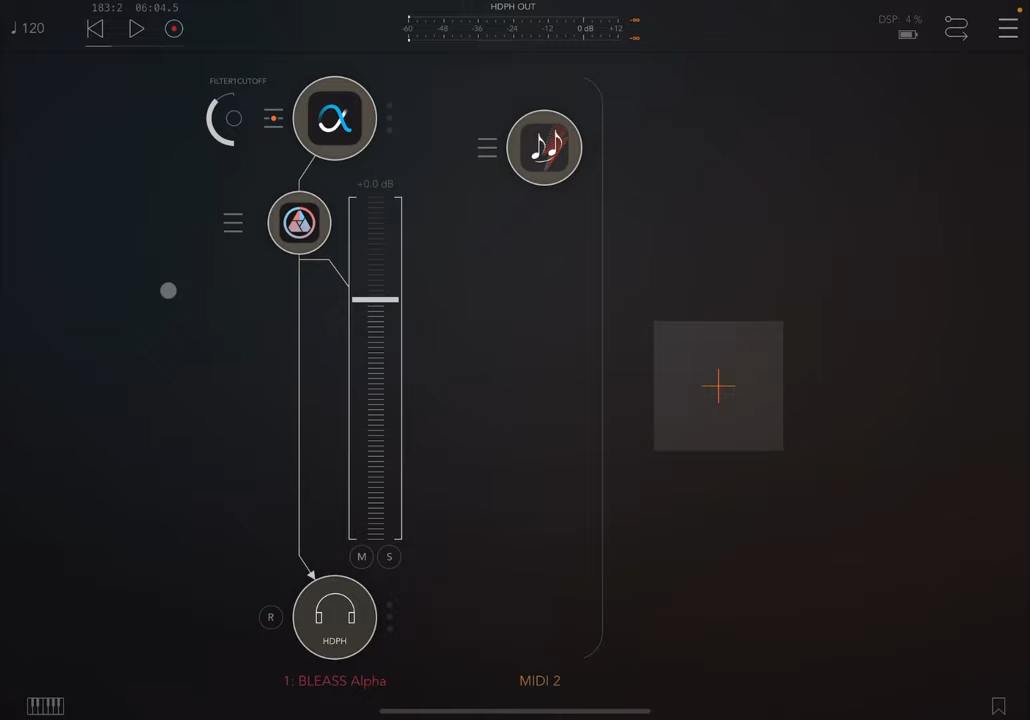 183:2 06:04.5
HDPH OUT
♩ 120
-60 -48 -36 -24 -12 0 dB +12
-∞
-∞
DSP: 4 %
FILTER1CUTOFF
+0.0 dB
M S
R
HDPH
1: BLEASS Alpha
MIDI 2